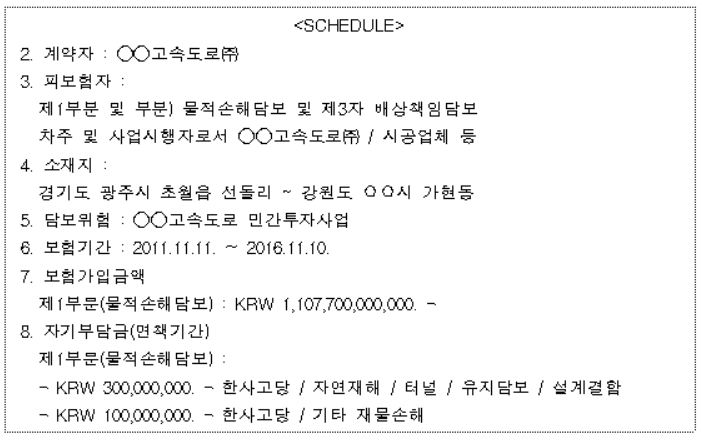 <SCHEDULE>
2. 계약자 : ○○고속도로㈜
3. 피보험자 :
제1부분 및 부분) 물적손해담보 및 제3자 배상책임담보
차주 및 사업시행자로서 ○○고속도로㈜ / 시공업체 등
4. 소재지 :
경기도 광주시 초월읍 선돌리 ~ 강원도 ㅇㅇ시 가현동
5. 담보위험 : ○○고속도로 민간투자사업
6. 보험기간 : 2011.11.11. ~ 2016.11.10.
7. 보험가입금액
제1부문(물적손해담보) : KRW 1,107,700,000,000. -
8. 자기부담금(면책기간)
제1부문(물적손해담보) :
- KRW 300,000,000. - 한사고당 / 자연재해 / 터널 / 유지담보 / 설계결함
- KRW 100,000,000. - 한사고당 / 기타 재물손해